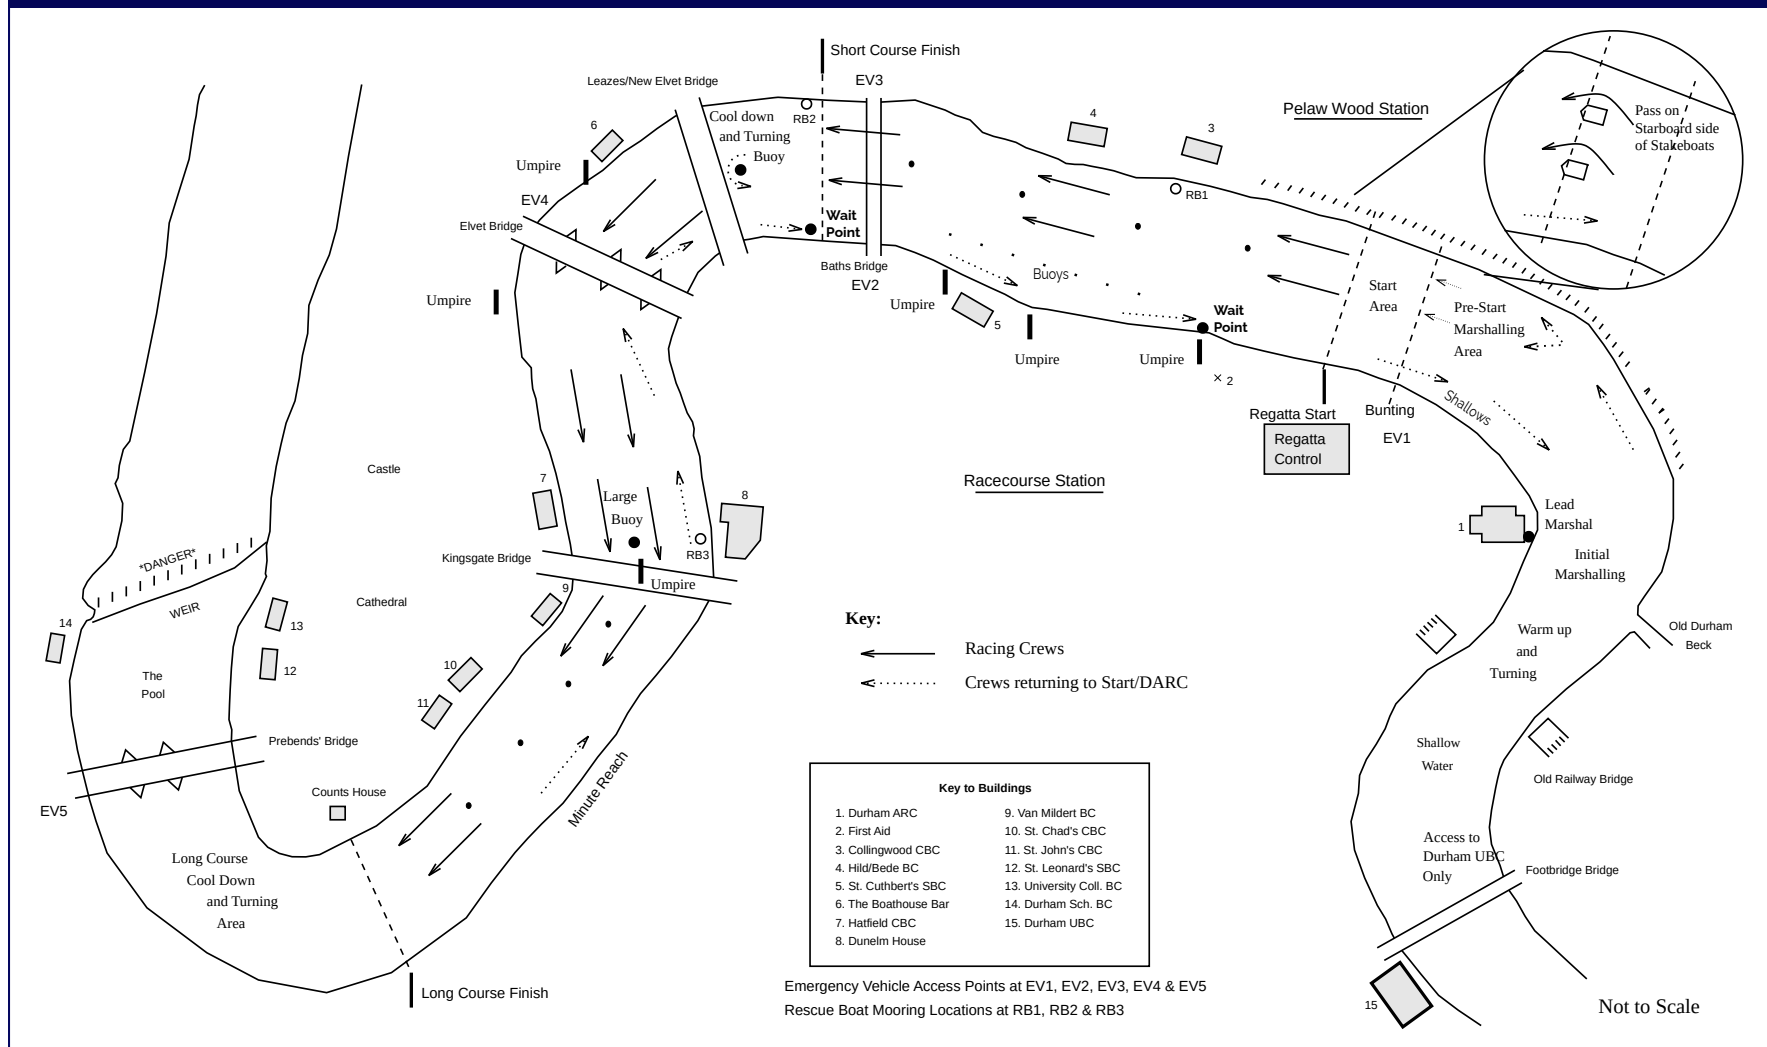 Short Course Finish
Leazes/New Elvet Bridge
EV3
Cool down
and Turning
Buoy
RB2
6
Umpire
EV4
Elvet Bridge
Umpire
Wait
Point
Baths Bridge
EV2
Umpire
5
Buoys
Umpire
4
3
RB1
Pelaw Wood Station
Pass on
Starboard side
of Stakeboats
Wait
Point
Umpire
× 2
Start
Area
Pre-Start
Marshalling
Area
Shallows
Regatta Start
Regatta
Control
Bunting
EV1
Racecourse Station
Castle
7
Large
Buoy
8
RB3
Kingsgate Bridge
Umpire
9
*DANGER*
WEIR
Cathedral
14
13
12
The
Pool
10
11
Prebends' Bridge
EV5
Counts House
Minute Reach
Long Course
Cool Down
and Turning
Area
Long Course Finish
1
Lead
Marshal
Initial
Marshalling
Warm up
and
Turning
Old Durham
Beck
Shallow
Water
Old Railway Bridge
Access to
Durham UBC
Only
Footbridge Bridge
15
Not to Scale
Key:
Racing Crews
Crews returning to Start/DARC
Key to Buildings
1. Durham ARC
2. First Aid
3. Collingwood CBC
4. Hild/Bede BC
5. St. Cuthbert's SBC
6. The Boathouse Bar
7. Hatfield CBC
8. Dunelm House
9. Van Mildert BC
10. St. Chad's CBC
11. St. John's CBC
12. St. Leonard's SBC
13. University Coll. BC
14. Durham Sch. BC
15. Durham UBC
Emergency Vehicle Access Points at EV1, EV2, EV3, EV4 & EV5
Rescue Boat Mooring Locations at RB1, RB2 & RB3